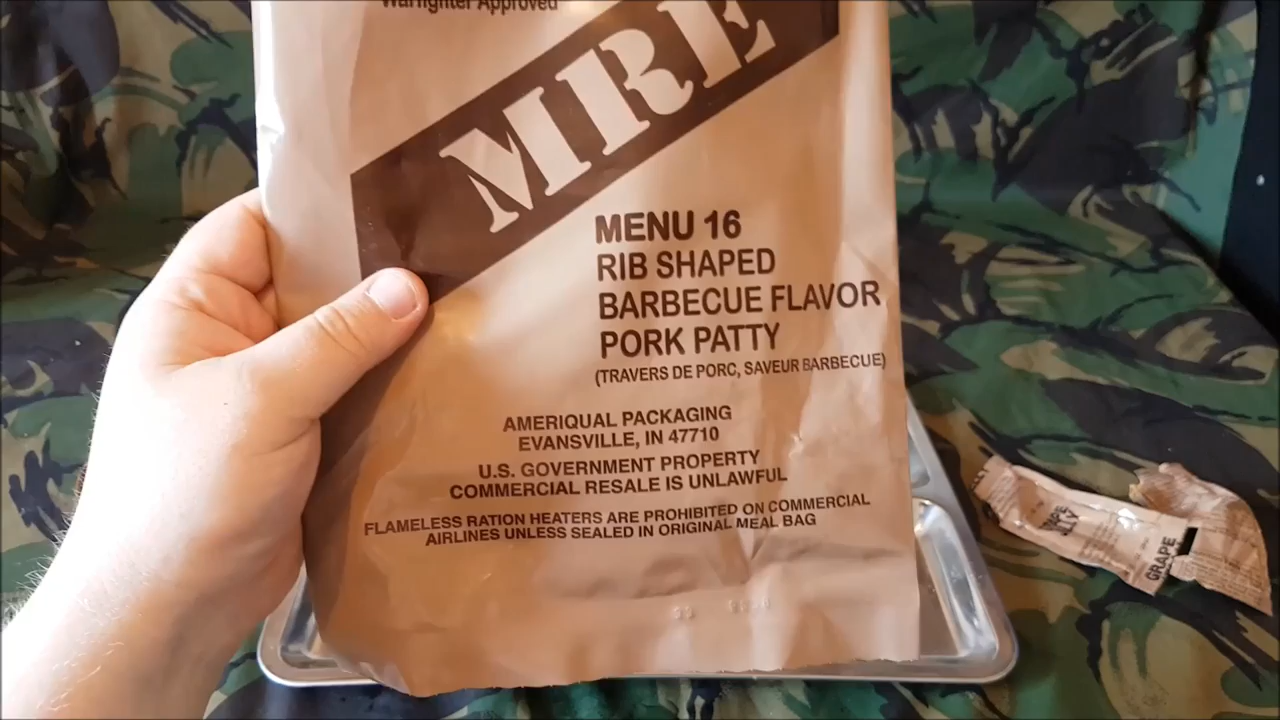 Warfighter Approved
MRE
MENU 16
RIB SHAPED
BARBECUE FLAVOR
PORK PATTY
(TRAVERS DE PORC, SAVEUR BARBECUE)
AMERIQUAL PACKAGING
EVANSVILLE, IN 47710
U.S. GOVERNMENT PROPERTY
COMMERCIAL RESALE IS UNLAWFUL
FLAMELESS RATION HEATERS ARE PROHIBITED ON COMMERCIAL
AIRLINES UNLESS SEALED IN ORIGINAL MEAL BAG
GRAPE